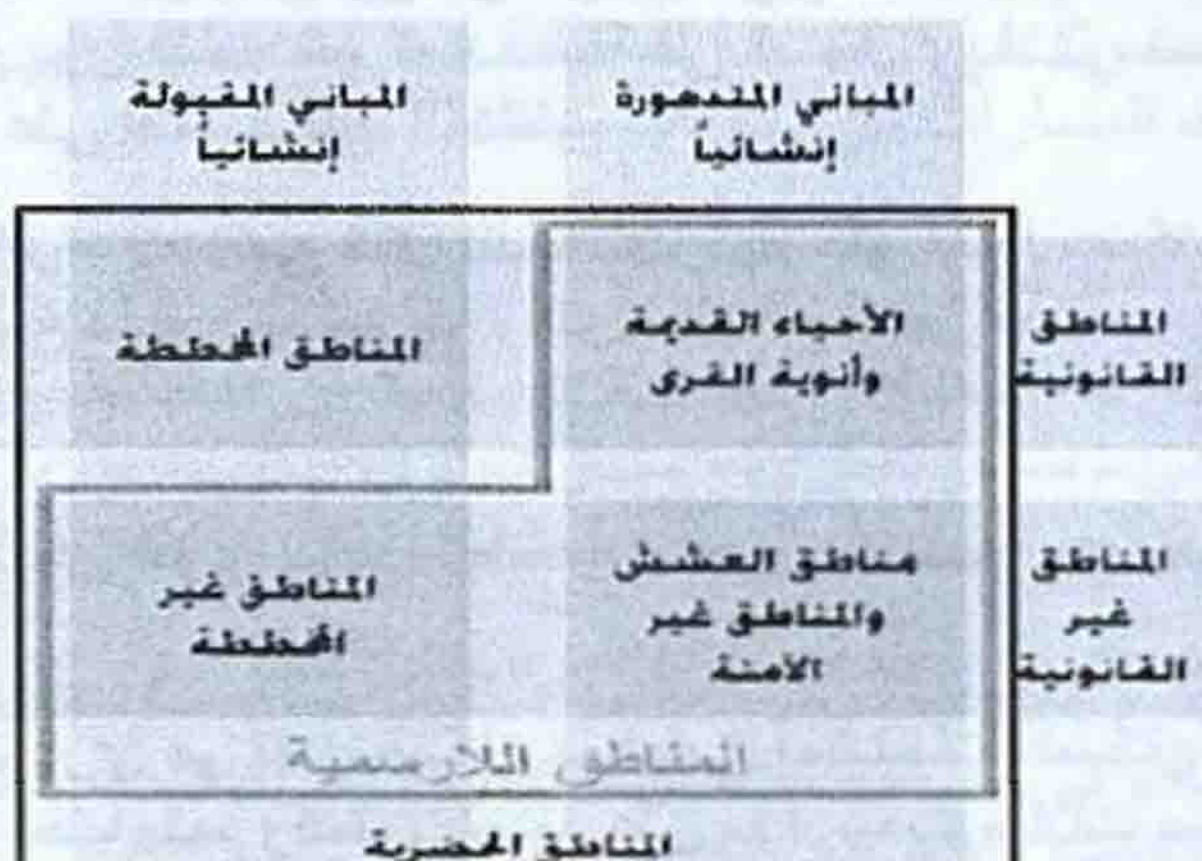 المباني المتدهورة
إنشائياً
المباني المقبولة
إنشائياً
المناطق
القانونية
الأحياء القديمة
وأنوية القرى
المناطق المخططة
المناطق
غير
القانونية
مناطق العشش
والمناطق غير
الآمنة
المناطق غير
المخططة
المناطق اللارسمية
المناطق الحضرية